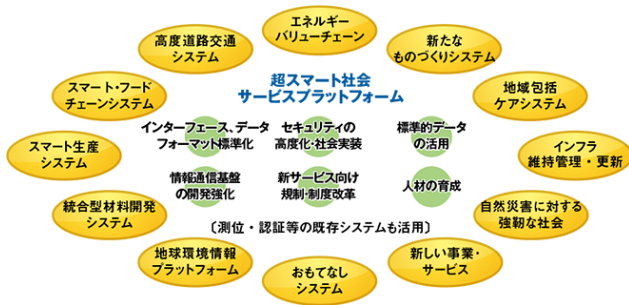 エネルギー
バリューチェーン
高度道路交通
システム
新たな
ものづくりシステム
スマート・フード
チェーンシステム
地域包括
ケアシステム
超スマート社会
サービスプラットフォーム
スマート生産
システム
インターフェース、データ
フォーマット標準化
セキュリティの
高度化・社会実装
標準的データ
の活用
インフラ
維持管理・更新
情報通信基盤
の開発強化
新サービス向け
規制・制度改革
人材の育成
統合型材料開発
システム
自然災害に対する
強靭な社会
〔測位・認証等の既存システムも活用〕
地球環境情報
プラットフォーム
おもてなし
システム
新しい事業・
サービス